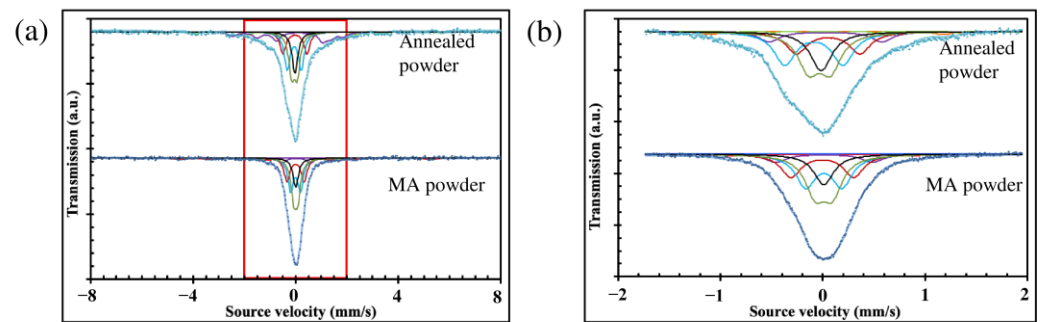 (a)
Annealed
powder
MA powder
Transmission (a.u.)
−8
−4
0
4
8
Source velocity (mm/s)
(b)
Annealed
powder
MA powder
Transmission (a.u.)
−2
−1
0
1
2
Source velocity (mm/s)